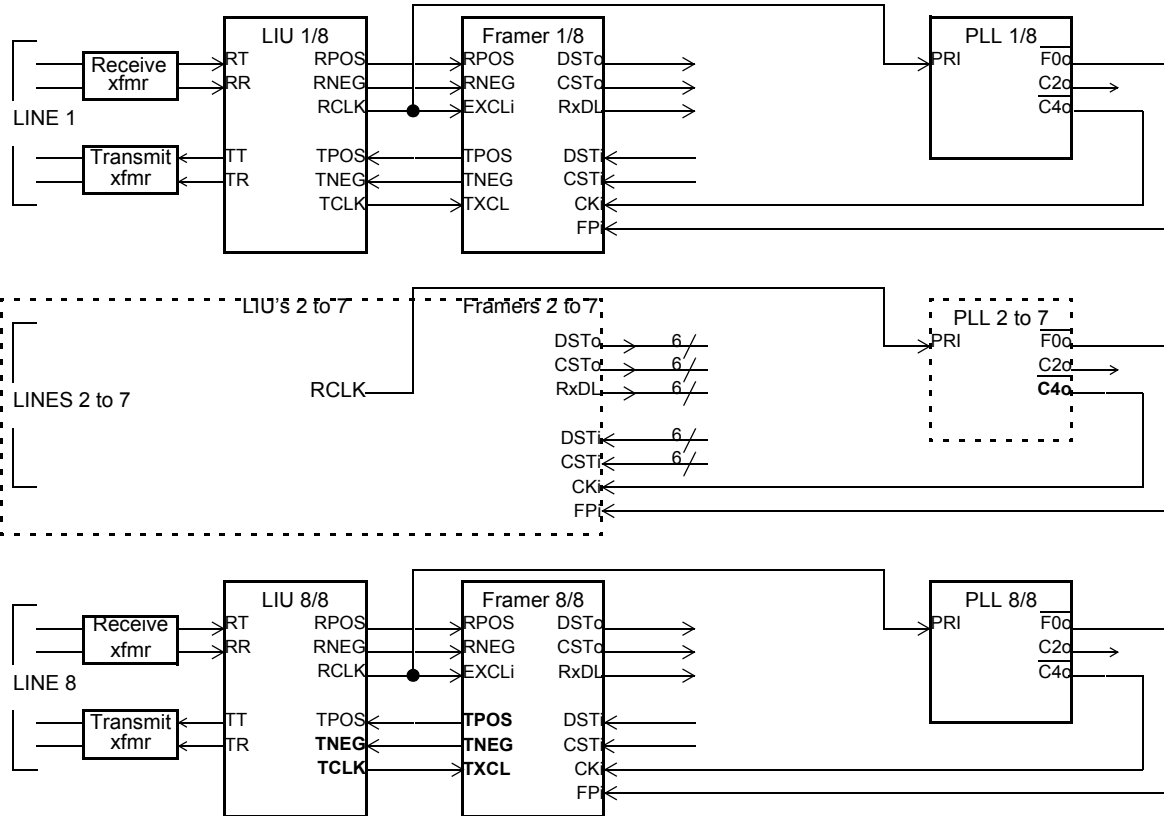 LIU 1/8 Framer 1/8 PLL 1/8
Receive xfmr
RT RPOS RPOS DSTo PRI F0o
RR RNEG RNEG CSTo C2o
RCLK EXCLi RxDL C4o
LINE 1
Transmit xfmr
TT TPOS TPOS DSTi
TR TNEG TNEG CSTi
TCLK TXCL CKi
FPi
LIU's 2 to 7 Framers 2 to 7 PLL 2 to 7
DSTo 6 PRI F0o
CSTo 6 C2o
LINES 2 to 7 RCLK RxDL 6 C4o
DSTi 6
CSTi 6
CKi
FPi
LIU 8/8 Framer 8/8 PLL 8/8
Receive xfmr
RT RPOS RPOS DSTo PRI F0o
RR RNEG RNEG CSTo C2o
RCLK EXCLi RxDL C4o
LINE 8
Transmit xfmr
TT TPOS TPOS DSTi
TR TNEG TNEG CSTi
TCLK TXCL CKi
FPi